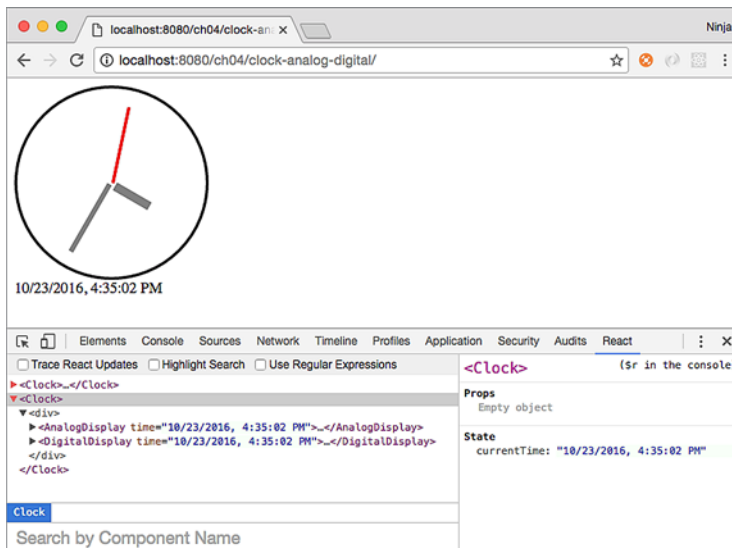 localhost:8080/ch04/clock-ana
Ninja
localhost:8080/ch04/clock-analog-digital/
10/23/2016, 4:35:02 PM
Elements Console Sources Network Timeline Profiles Application Security Audits React
Trace React Updates Highlight Search Use Regular Expressions
<Clock>…</Clock>
<Clock>
<div>
<AnalogDisplay time="10/23/2016, 4:35:02 PM">…</AnalogDisplay>
<DigitalDisplay time="10/23/2016, 4:35:02 PM">…</DigitalDisplay>
</div>
</Clock>
Clock
Search by Component Name
<Clock> ($r in the console
Props
Empty object
State
currentTime: "10/23/2016, 4:35:02 PM"